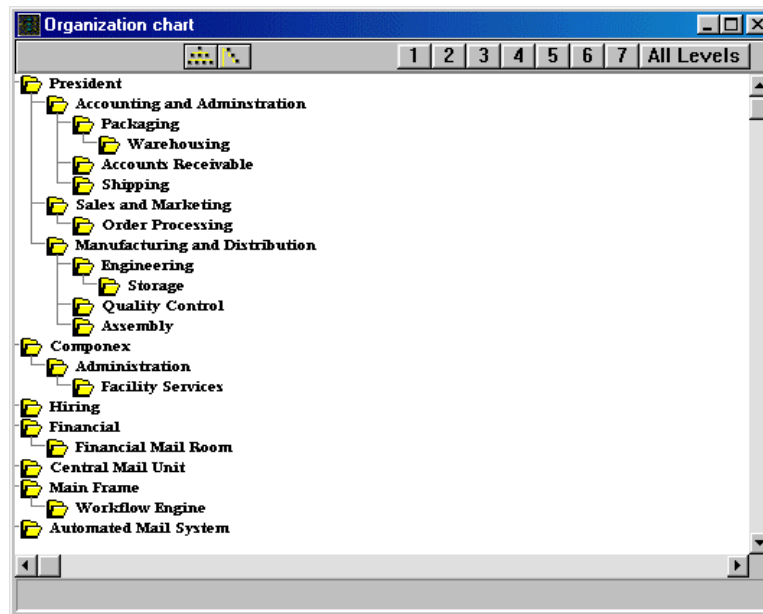 Organization chart
1 2 3 4 5 6 7 All Levels
President
Accounting and Adminstration
Packaging
Warehousing
Accounts Receivable
Shipping
Sales and Marketing
Order Processing
Manufacturing and Distribution
Engineering
Storage
Quality Control
Assembly
Componex
Administration
Facility Services
Hiring
Financial
Financial Mail Room
Central Mail Unit
Main Frame
Workflow Engine
Automated Mail System